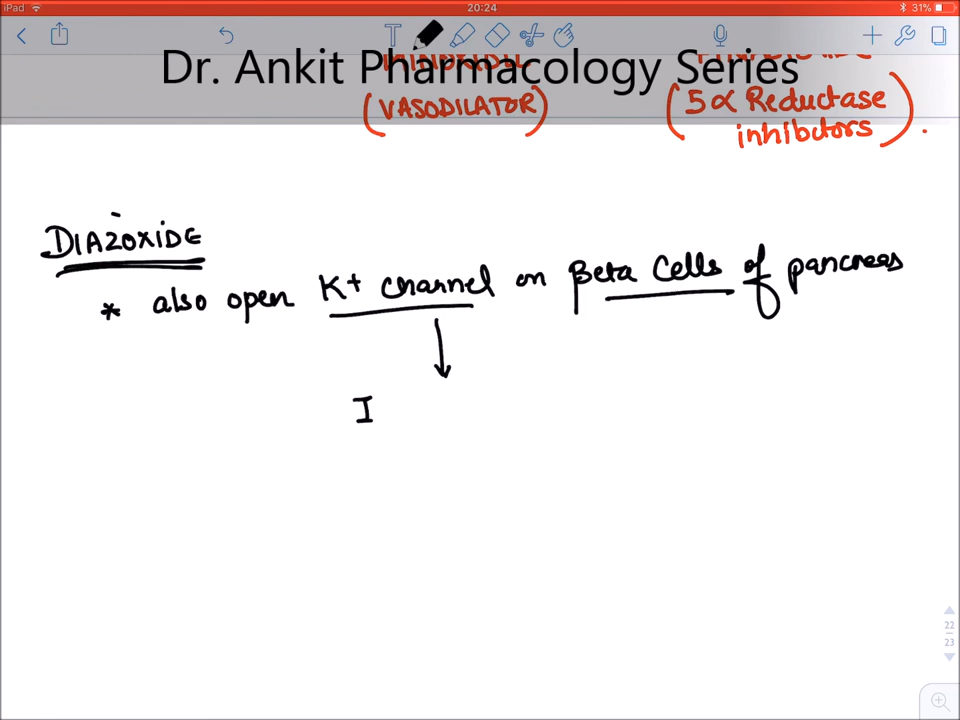 iPad 20:24 31%
Dr. Ankit Pharmacology Series
(VASODILATOR) (5α Reductase
inhibitors).
DIAZOXIDE
* also open K+ channel on Beta Cells of pancreas
I
22
23